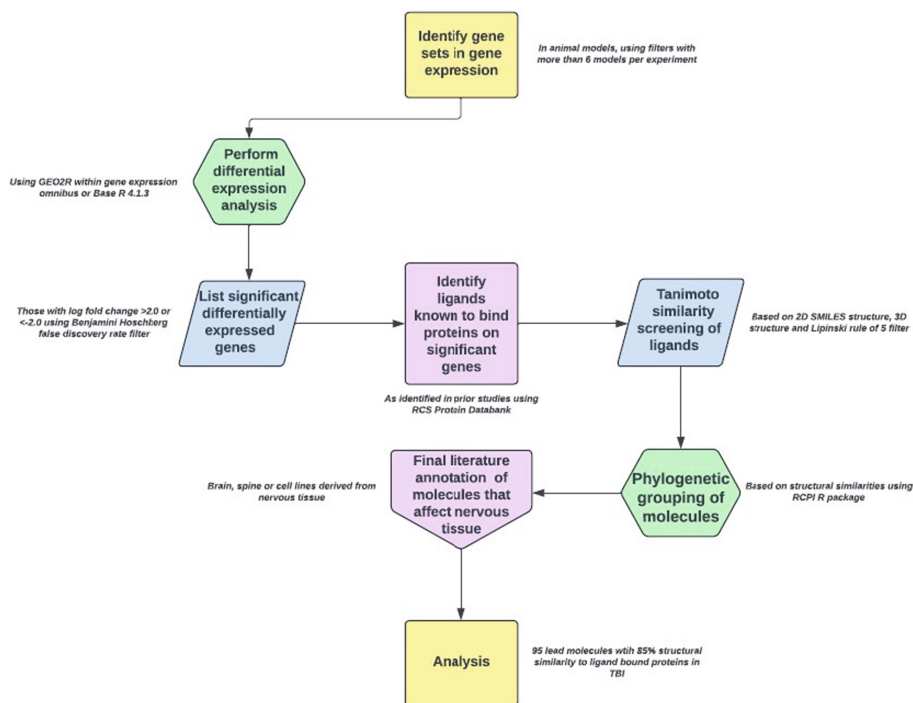 Identify gene
sets in gene
expression
In animal models, using filters with
more than 6 models per experiment
Perform
differential
expression
analysis
Using GEO2R within gene expression
omnibus or Base R 4.1.3
List significant
differentially
expressed
genes
Those with log fold change >2.0 or
<-2.0 using Benjamini Hoschberg
false discovery rate filter
Identify
ligands
known to bind
proteins on
significant
genes
As identified in prior studies using
RCS Protein Databank
Tanimoto
similarity
screening of
ligands
Based on 2D SMILES structure, 3D
structure and Lipinski rule of 5 filter
Phylogenetic
grouping of
molecules
Based on structural similarities using
RCPI R package
Final literature
annotation of
molecules that
affect nervous
tissue
Brain, spine or cell lines derived from
nervous tissue
Analysis
95 lead molecules wtih 85% structural
similarity to ligand bound proteins in
TBI